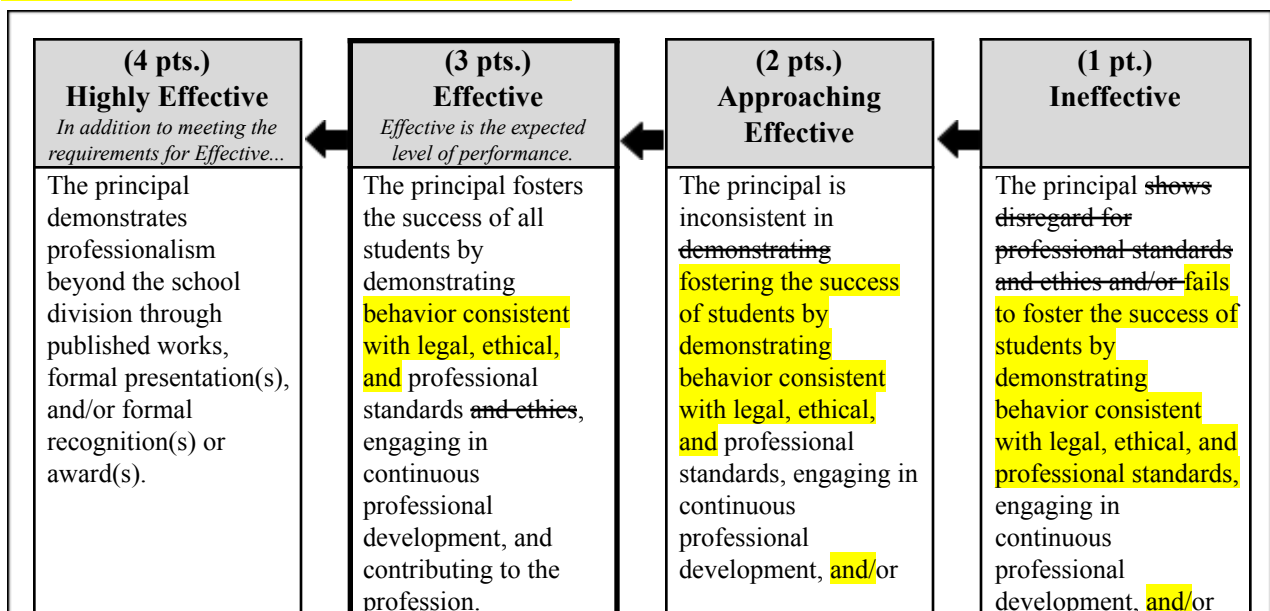 (4 pts.)
Highly Effective
In addition to meeting the
requirements for Effective...
The principal
demonstrates
professionalism
beyond the school
division through
published works,
formal presentation(s),
and/or formal
recognition(s) or
award(s).
(3 pts.)
Effective
Effective is the expected
level of performance.
The principal fosters
the success of all
students by
demonstrating
behavior consistent
with legal, ethical,
and professional
standards and ethics,
engaging in
continuous
professional
development, and
contributing to the
profession.
(2 pts.)
Approaching
Effective
The principal is
inconsistent in
demonstrating
fostering the success
of students by
demonstrating
behavior consistent
with legal, ethical,
and professional
standards, engaging in
continuous
professional
development, and/or
(1 pt.)
Ineffective
The principal shows
disregard for
professional standards
and ethics and/or fails
to foster the success of
students by
demonstrating
behavior consistent
with legal, ethical, and
professional standards,
engaging in
continuous
professional
development, and/or